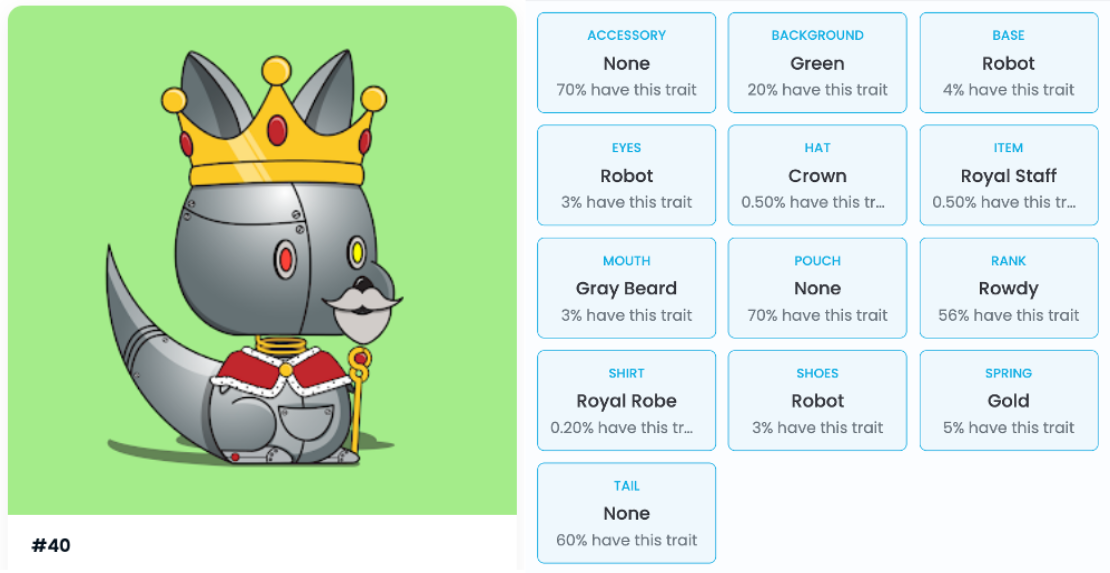 #40
ACCESSORY
None
70% have this trait
BACKGROUND
Green
20% have this trait
BASE
Robot
4% have this trait
EYES
Robot
3% have this trait
HAT
Crown
0.50% have this tr...
ITEM
Royal Staff
0.50% have this tr...
MOUTH
Gray Beard
3% have this trait
POUCH
None
70% have this trait
RANK
Rowdy
56% have this trait
SHIRT
Royal Robe
0.20% have this tr...
SHOES
Robot
3% have this trait
SPRING
Gold
5% have this trait
TAIL
None
60% have this trait